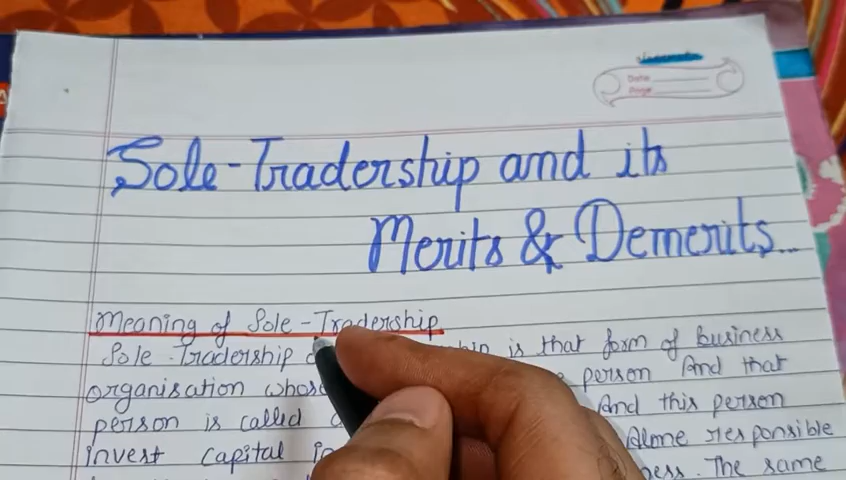 Date
Page
Sole-Tradership and its
Merits & Demerits...
Meaning of Sole-Tradership
Sole-Tradership is that form of business
organisation person And that
person is called And this person
invest capital Alone responsible
The same